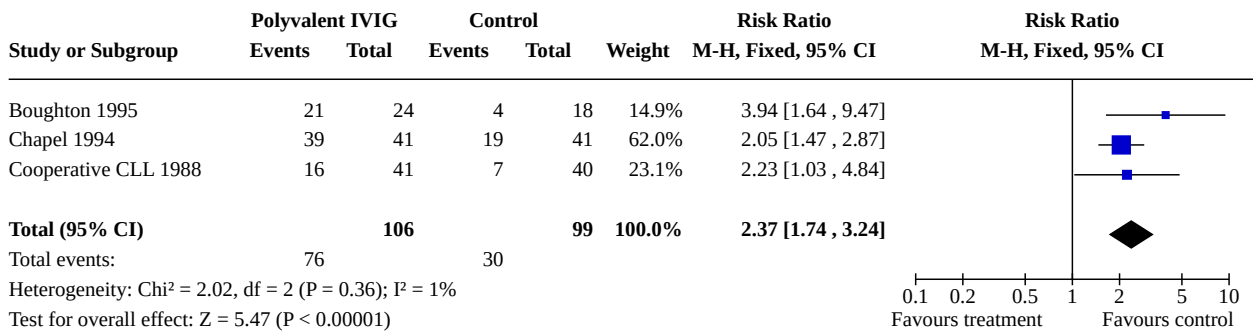 Polyvalent IVIG Control Risk Ratio Risk Ratio
Study or Subgroup Events Total Events Total Weight M-H, Fixed, 95% CI M-H, Fixed, 95% CI
Boughton 1995 21 24 4 18 14.9% 3.94 [1.64 , 9.47]
Chapel 1994 39 41 19 41 62.0% 2.05 [1.47 , 2.87]
Cooperative CLL 1988 16 41 7 40 23.1% 2.23 [1.03 , 4.84]
Total (95% CI) 106 99 100.0% 2.37 [1.74 , 3.24]
Total events: 76 30
Heterogeneity: Chi² = 2.02, df = 2 (P = 0.36); I² = 1%
0.1 0.2 0.5 1 2 5 10
Test for overall effect: Z = 5.47 (P < 0.00001) Favours treatment Favours control